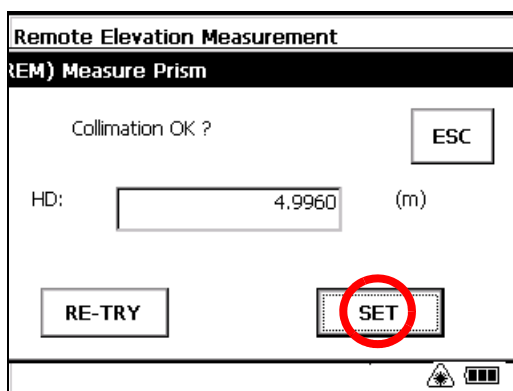 Remote Elevation Measurement
REM) Measure Prism
Collimation OK ?
ESC
HD: 4.9960 (m)
RE-TRY SET